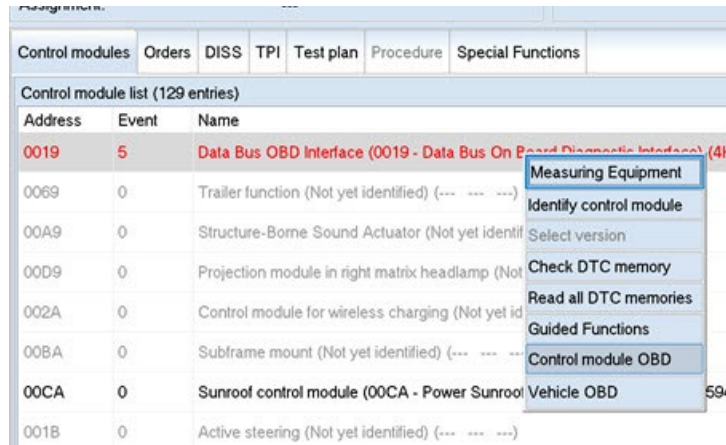 Assignment: ---
Control modules Orders DISS TPI Test plan Procedure Special Functions
Control module list (129 entries)
Address Event Name
0019 5 Data Bus OBD Interface (0019 - Data Bus On Board Diagnostic Interface) (4H
0069 0 Trailer function (Not yet identified) (--- --- ---)
00A9 0 Structure-Borne Sound Actuator (Not yet identif
00D9 0 Projection module in right matrix headlamp (Not
002A 0 Control module for wireless charging (Not yet id
00BA 0 Subframe mount (Not yet identified) (--- --- ---
00CA 0 Sunroof control module (00CA - Power Sunroof 594
001B 0 Active steering (Not yet identified) (--- --- ---)
Measuring Equipment
Identify control module
Select version
Check DTC memory
Read all DTC memories
Guided Functions
Control module OBD
Vehicle OBD